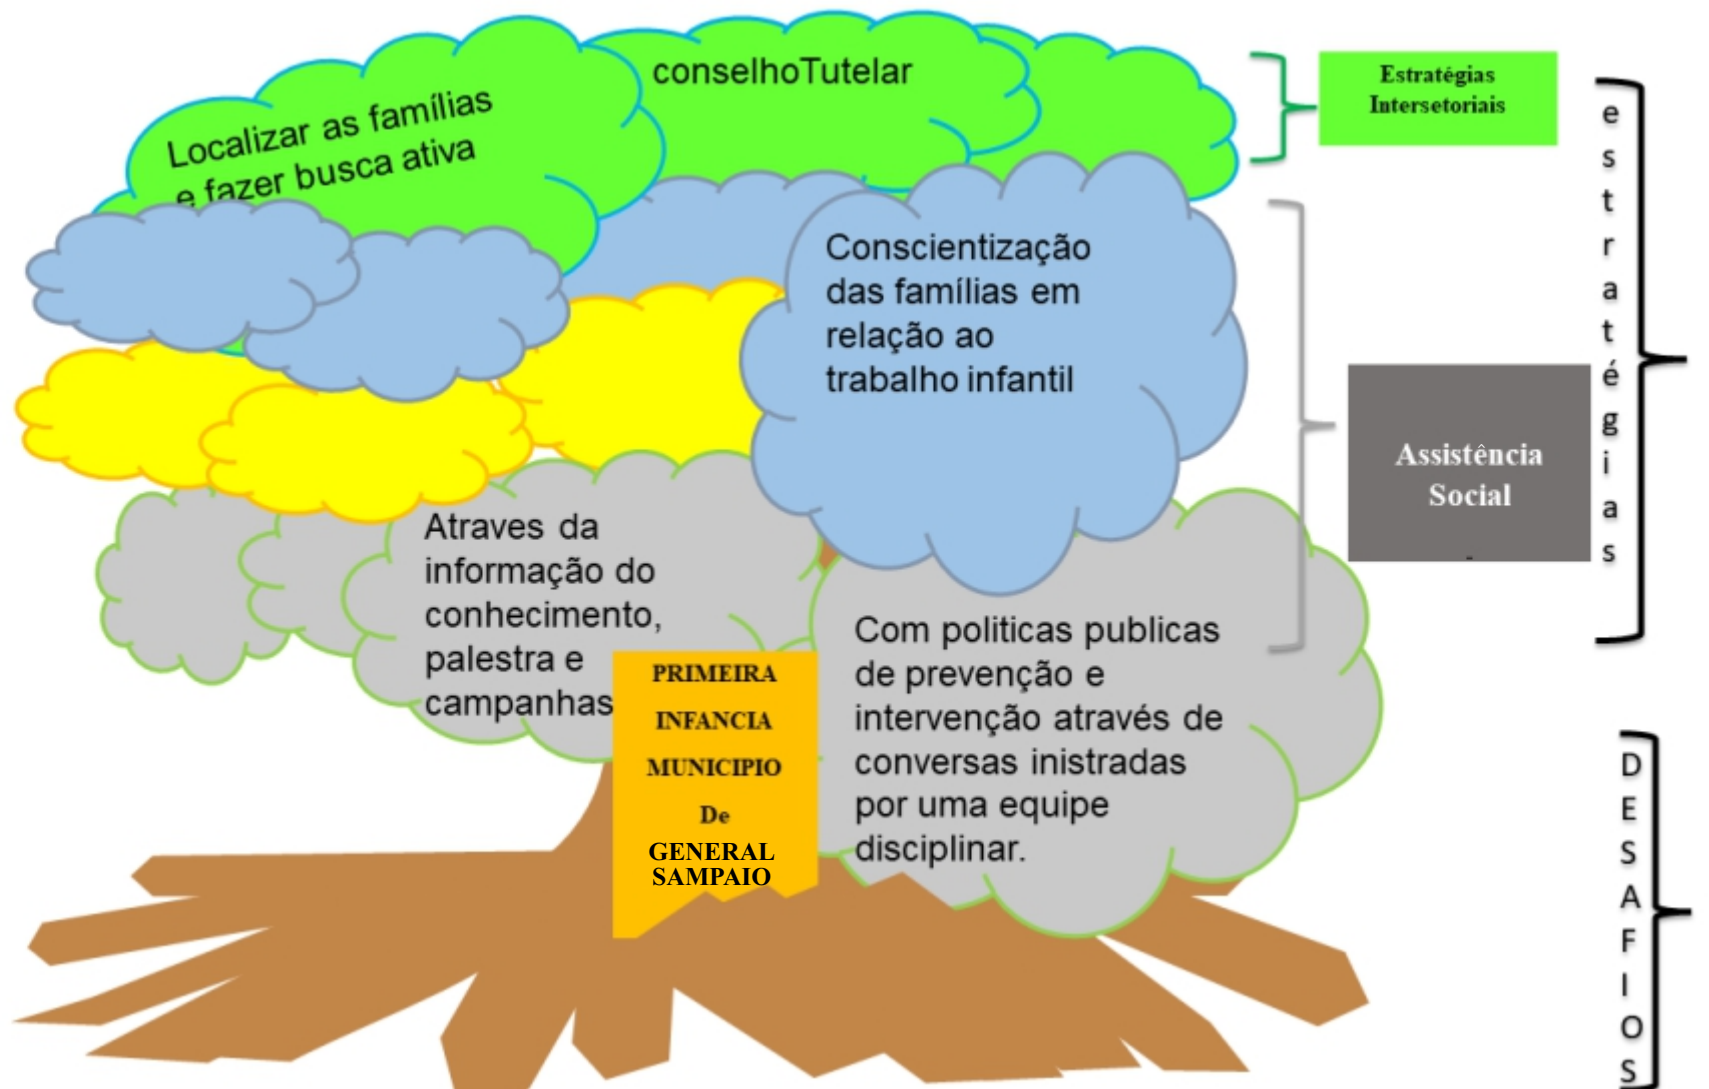 conselhoTutelar
Localizar as famílias
e fazer busca ativa
Estratégias
Intersetoriais
e
s
t
r
a
t
é
g
i
a
s
Conscientização
das famílias em
relação ao
trabalho infantil
Assistência
Social
-
Atraves da
informação do
conhecimento,
palestra e
campanhas
Com politicas publicas
de prevenção e
intervenção através de
conversas inistradas
por uma equipe
disciplinar.
PRIMEIRA
INFANCIA
MUNICIPIO
De
GENERAL
SAMPAIO
D
E
S
A
F
I
O
S